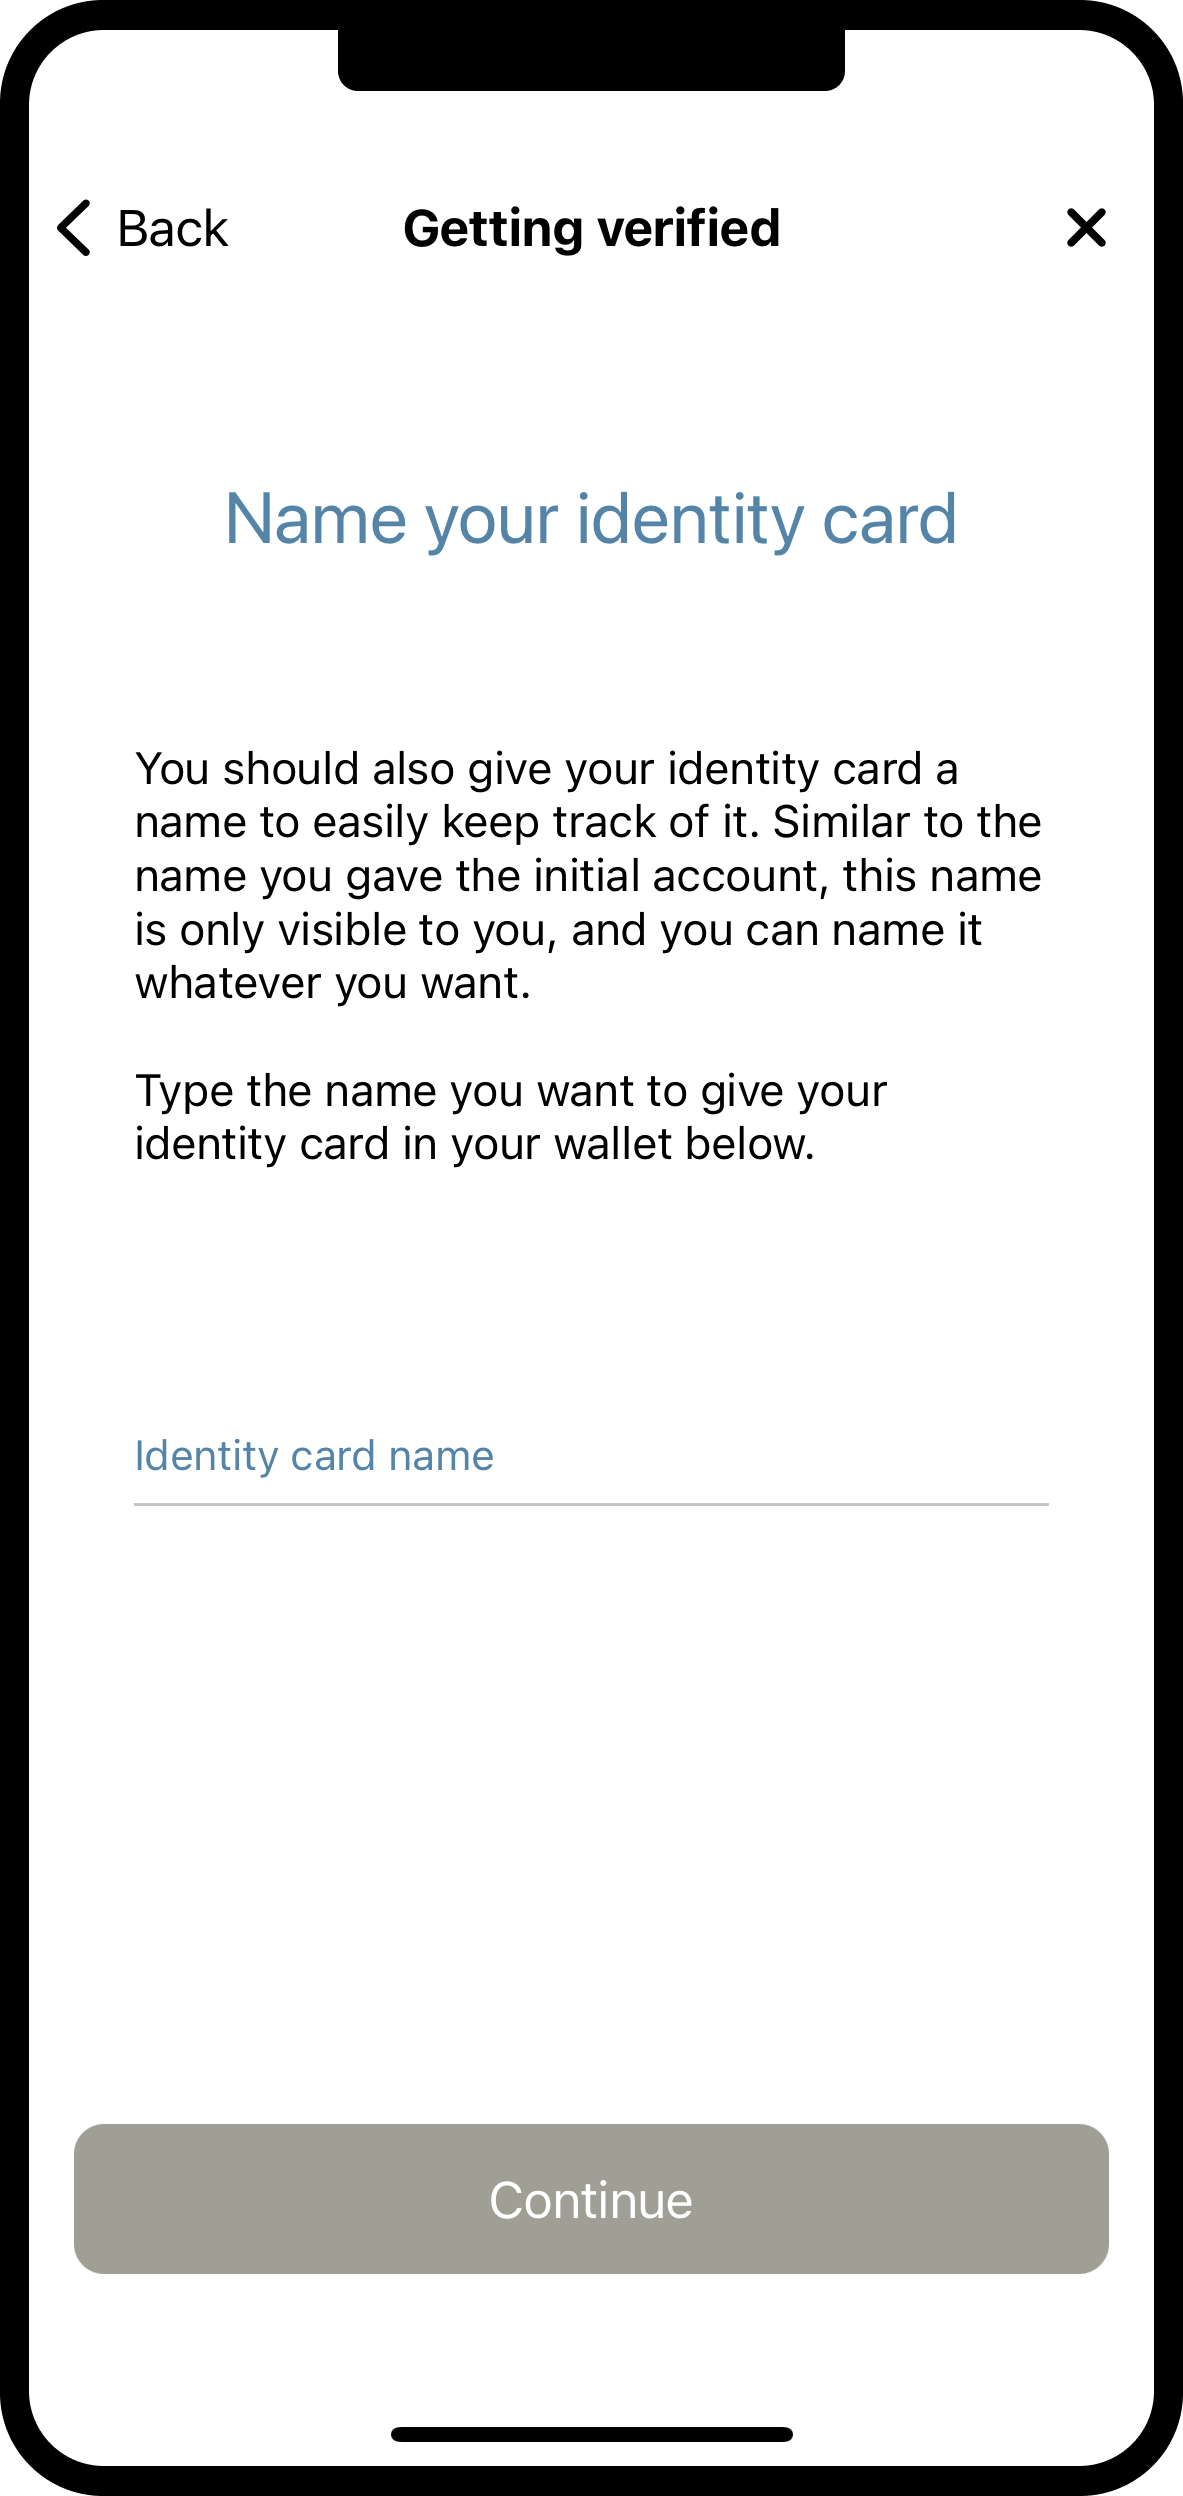 Back
Getting verified
Name your identity card
You should also give your identity card a
name to easily keep track of it. Similar to the
name you gave the initial account, this name
is only visible to you, and you can name it
whatever you want.
Type the name you want to give your
identity card in your wallet below.
Identity card name
Continue